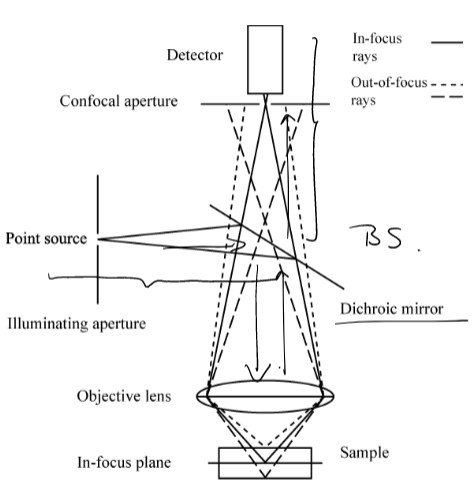 Detector
In-focus
rays
Out-of-focus
rays
Confocal aperture
Point source
BS.
Illuminating aperture
Dichroic mirror
Objective lens
Sample
In-focus plane